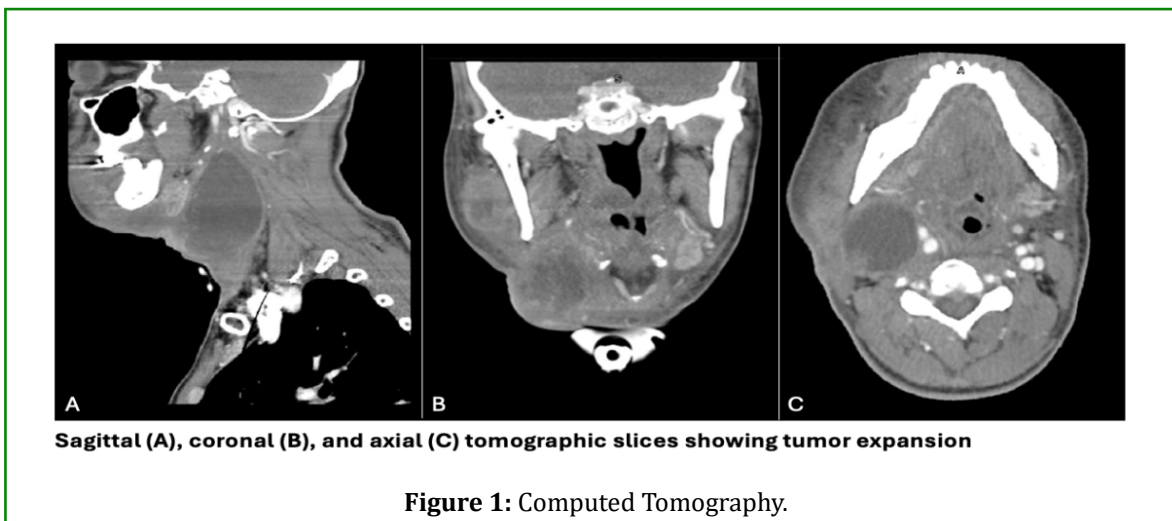 A
B
C
A
Sagittal (A), coronal (B), and axial (C) tomographic slices showing tumor expansion
Figure 1: Computed Tomography.